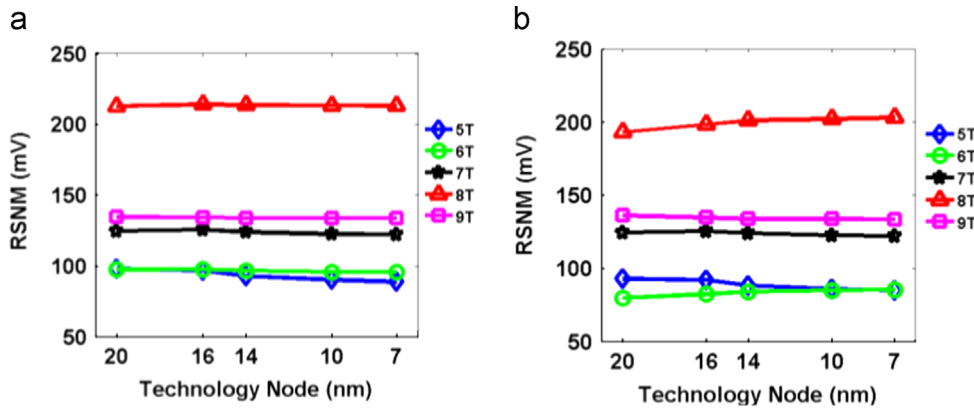 a
250
200
150
100
50
RSNM (mV)
20 16 14 10 7
Technology Node (nm)
5T
6T
7T
8T
9T
b
250
200
150
100
50
RSNM (mV)
20 16 14 10 7
Technology Node (nm)
5T
6T
7T
8T
9T